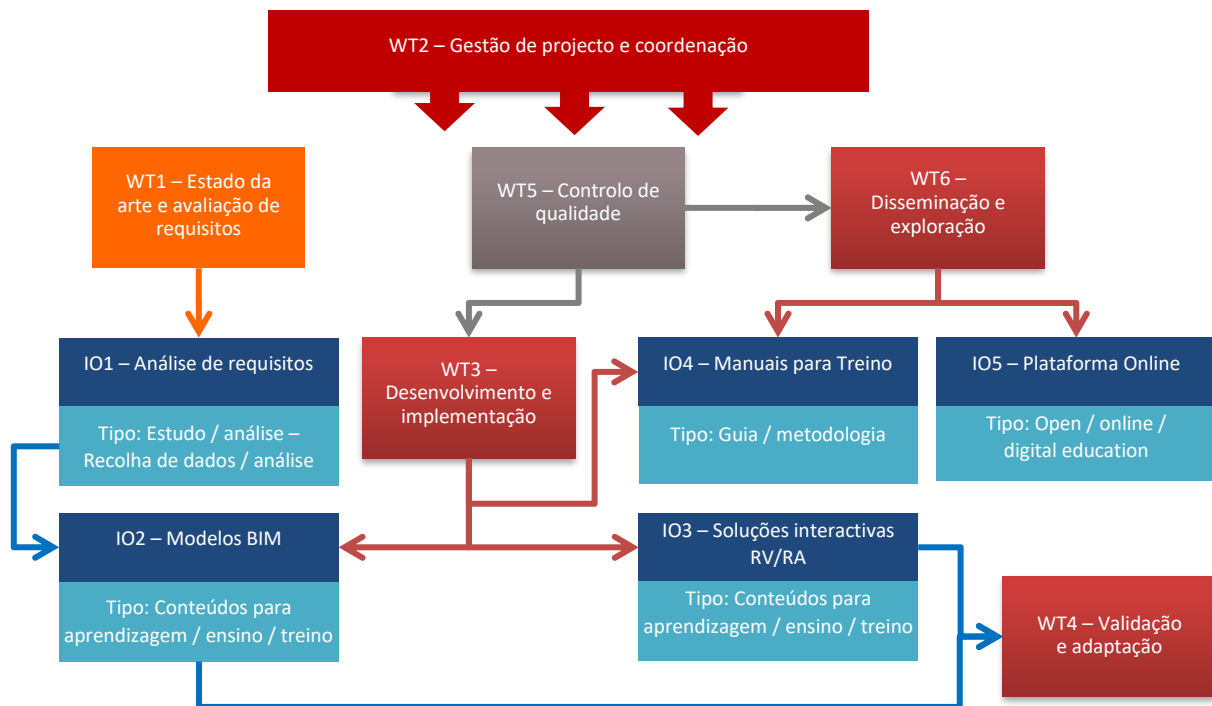 WT2 – Gestão de projecto e coordenação
WT1 – Estado da
arte e avaliação de
requisitos
WT5 – Controlo de
qualidade
WT6 –
Disseminação e
exploração
IO1 – Análise de requisitos
Tipo: Estudo / análise –
Recolha de dados / análise
WT3 –
Desenvolvimento e
implementação
IO4 – Manuais para Treino
Tipo: Guia / metodologia
IO5 – Plataforma Online
Tipo: Open / online /
digital education
IO2 – Modelos BIM
Tipo: Conteúdos para
aprendizagem / ensino / treino
IO3 – Soluções interactivas
RV/RA
Tipo: Conteúdos para
aprendizagem / ensino / treino
WT4 – Validação
e adaptação